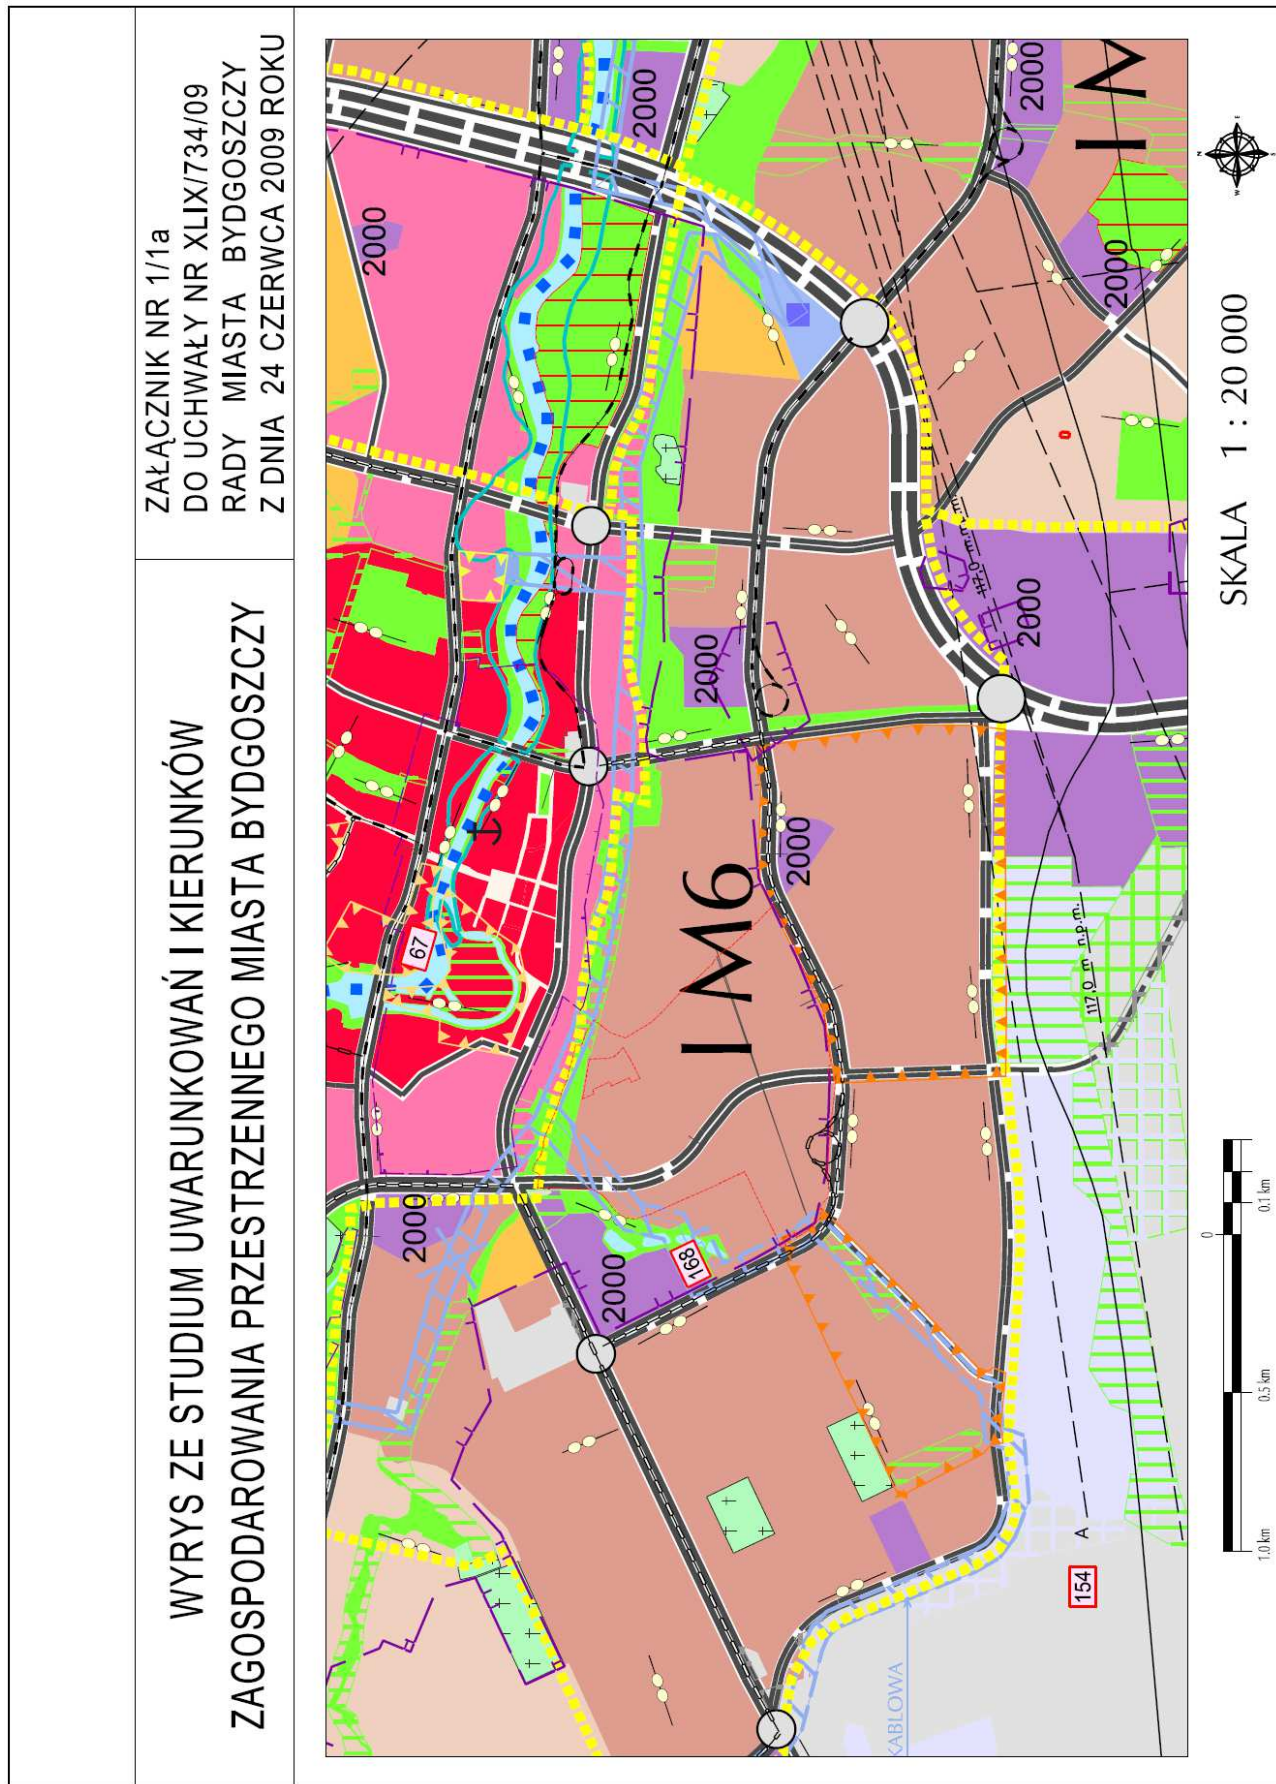 WYRYS ZE STUDIUM UWARUNKOWAŃ I KIERUNKÓW
ZAGOSPODAROWANIA PRZESTRZENNEGO MIASTA BYDGOSZCZY
ZAŁĄCZNIK NR 1/1a
DO UCHWAŁY NR XLIX/734/09
RADY MIASTA BYDGOSZCZY
Z DNIA 24 CZERWCA 2009 ROKU
2000
67
2000
2000
2000
168
2000
I M6
2000
2000
2000
2000
2000
I M
117,0 m n.p.m.
117,0 m n.p.m.
KABLOWA
154
A
1.0 km
0.5 km
0
0.1 km
SKALA 1 : 20 000
N
W
E
S